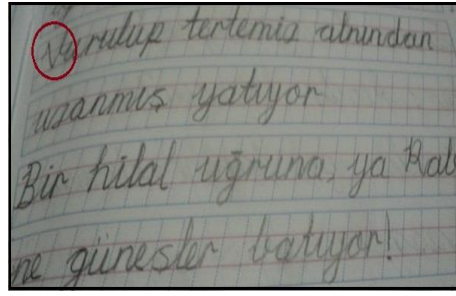 Vurulup tertemiz alnından
uzanmış yatıyor
Bir hilal uğruna, ya Rab
ne güneşler batıyor!